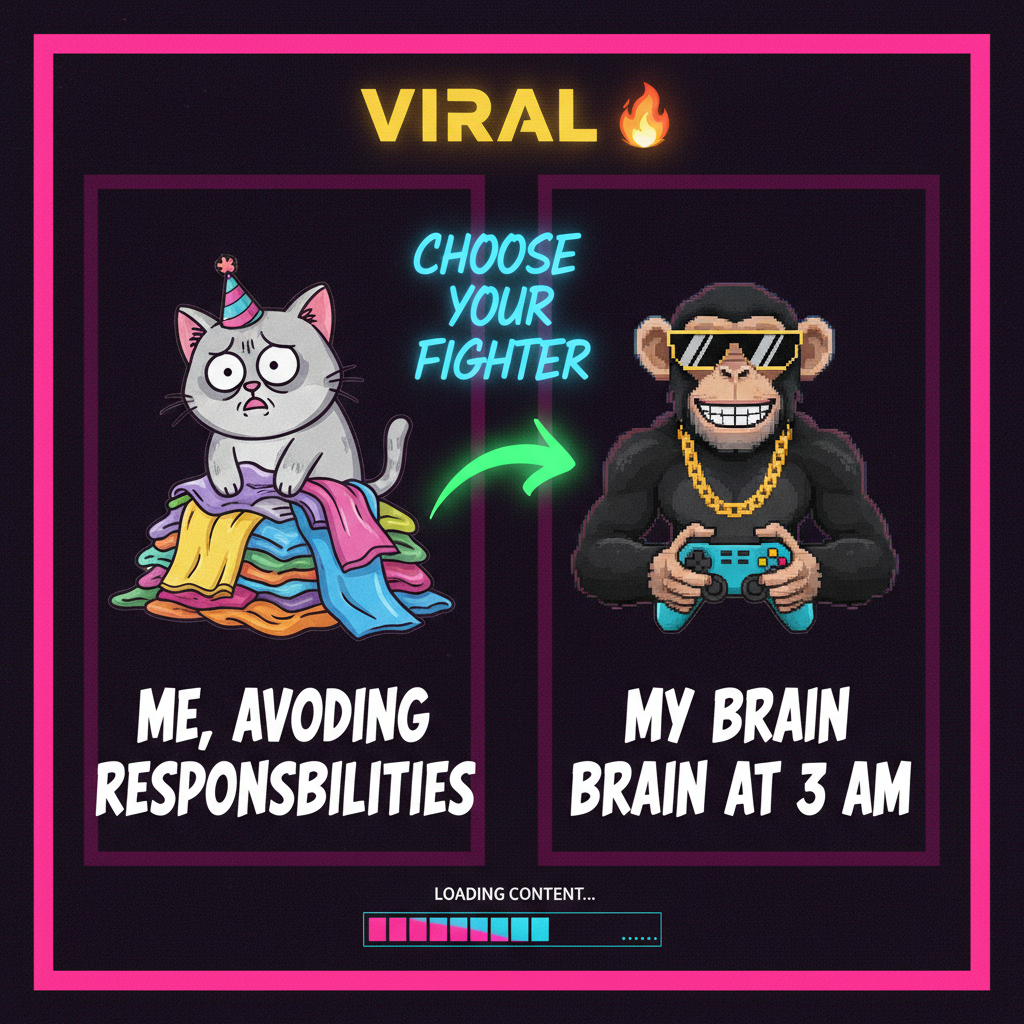 VIRAL 🔥
CHOOSE
YOUR
FIGHTER
ME, AVODING
RESPONSBILITIES
MY BRAIN
BRAIN AT 3 AM
LOADING CONTENT...